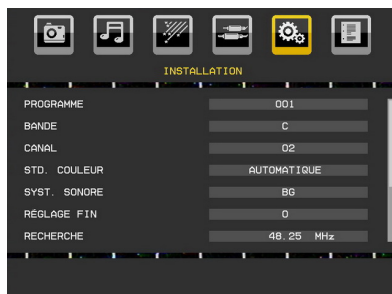 INSTALLATION
PROGRAMME 001
BANDE C
CANAL 02
STD. COULEUR AUTOMATIQUE
SYST. SONORE BG
RÉGLAGE FIN 0
RECHERCHE 48.25 MHz